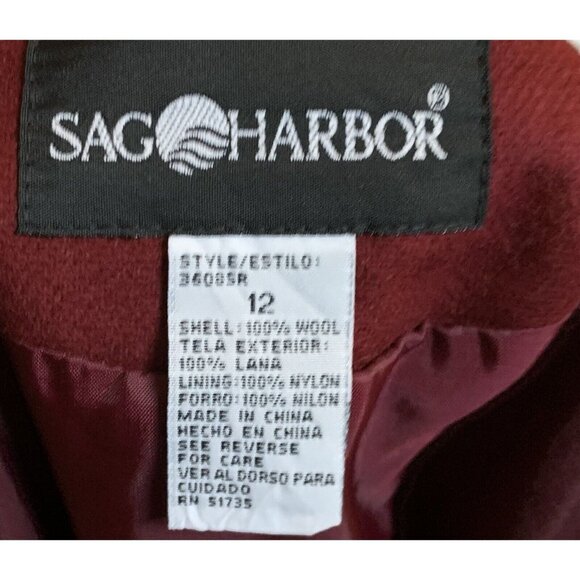 SAG HARBOR ®
STYLE/ESTILO:
3608SR
12
SHELL: 100% WOOL
TELA EXTERIOR:
100% LANA
LINING: 100% NYLON
FORRO: 100% NILON
MADE IN CHINA
HECHO EN CHINA
SEE REVERSE
FOR CARE
VER AL DORSO PARA
CUIDADO
RN 51735